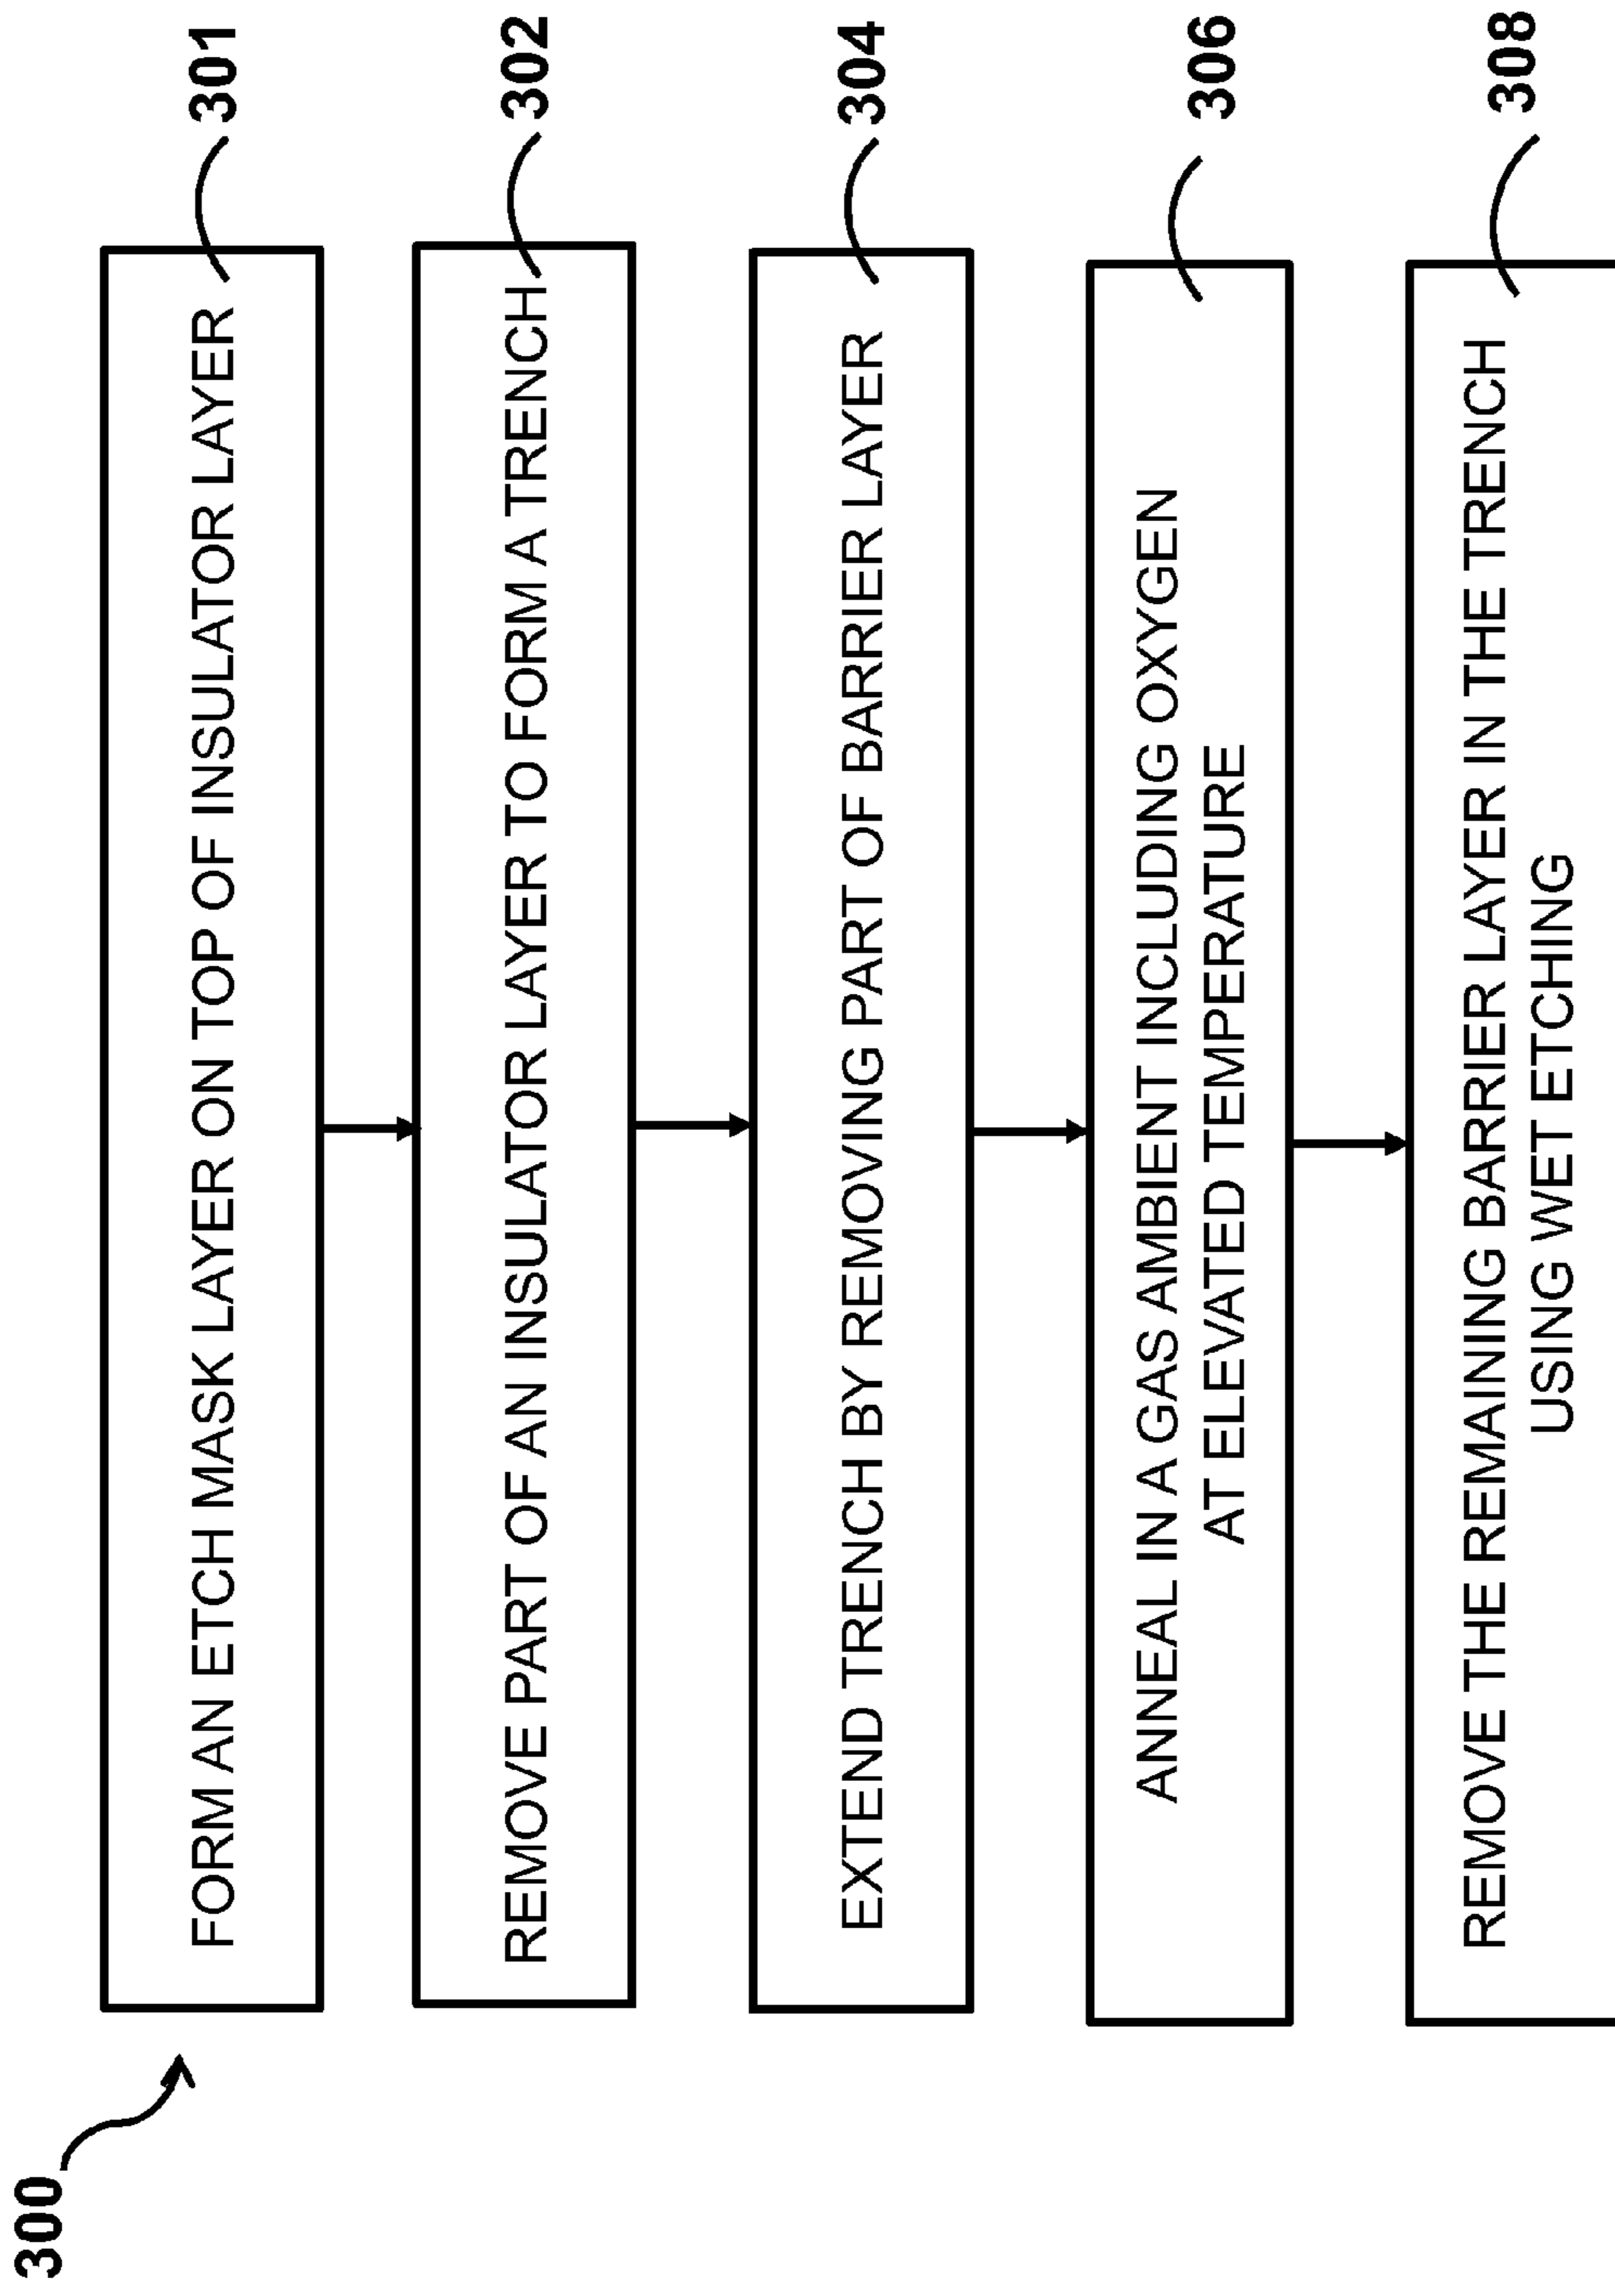 300
FORM AN ETCH MASK LAYER ON TOP OF INSULATOR LAYER
301
REMOVE PART OF AN INSULATOR LAYER TO FORM A TRENCH
302
EXTEND TRENCH BY REMOVING PART OF BARRIER LAYER
304
ANNEAL IN A GAS AMBIENT INCLUDING OXYGEN
AT ELEVATED TEMPERATURE
306
REMOVE THE REMAINING BARRIER LAYER IN THE TRENCH
USING WET ETCHING
308